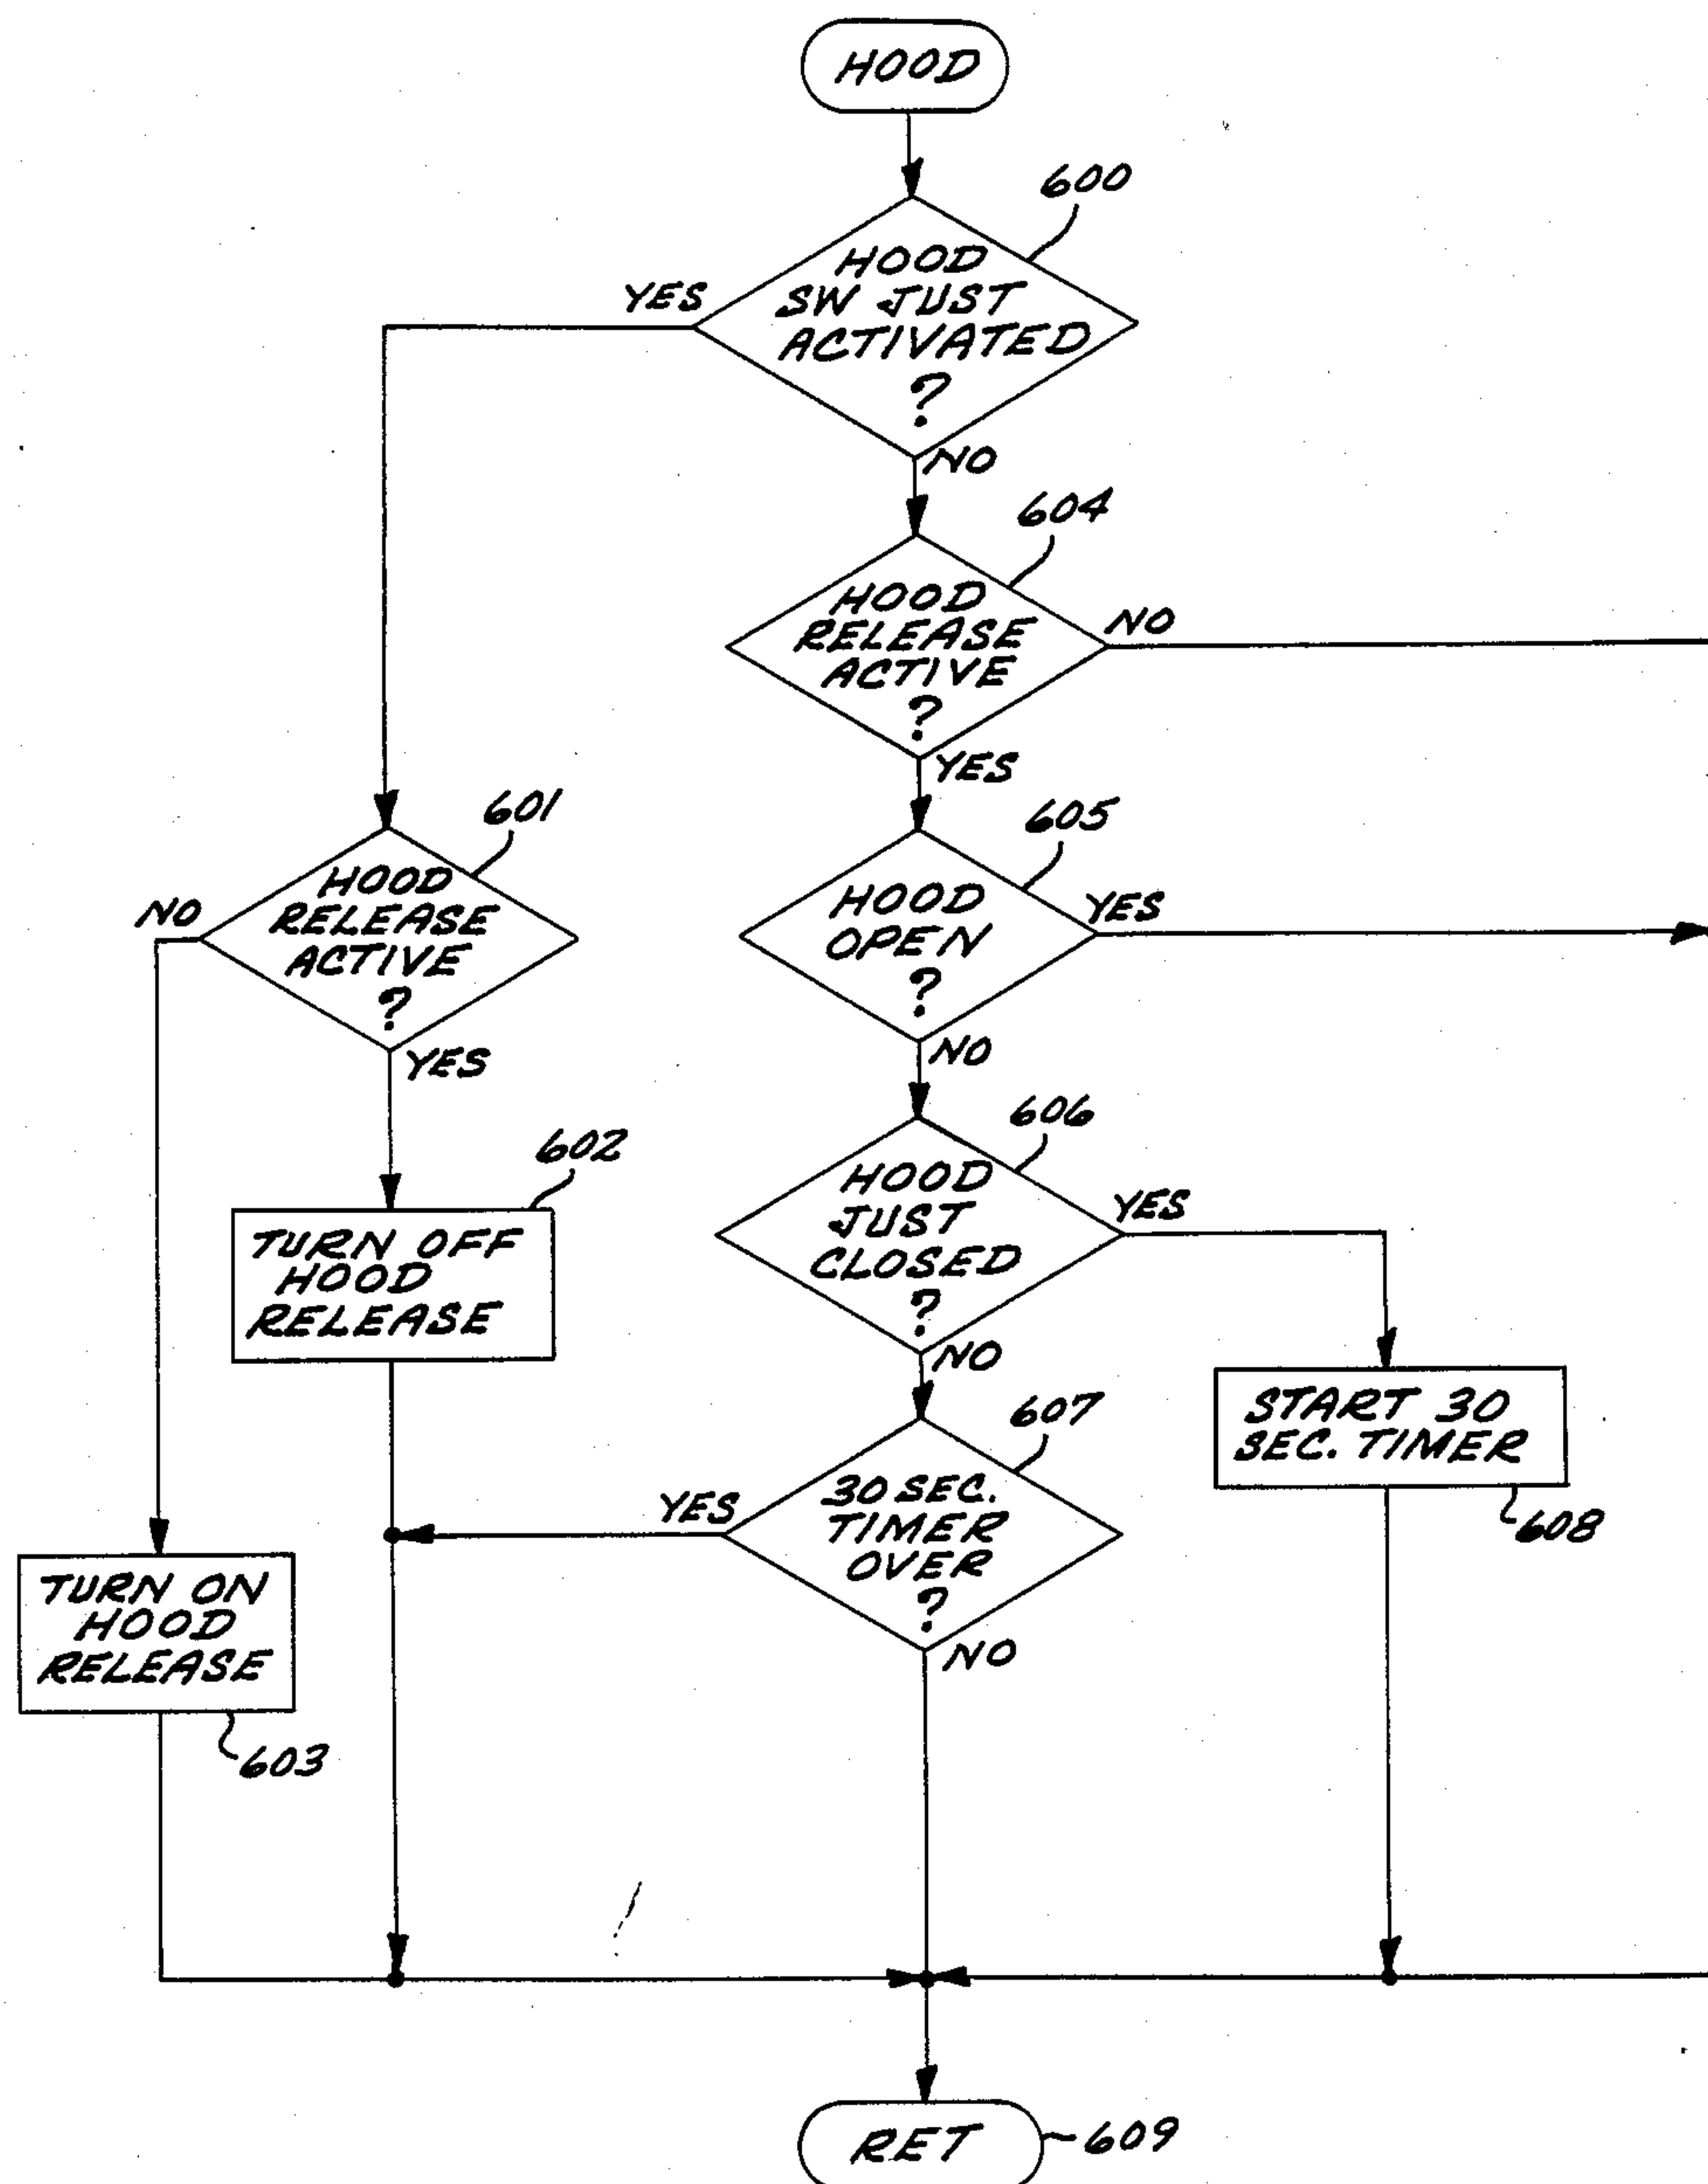 HOOD
600
HOOD
SW JUST
ACTIVATED
?
YES
NO
604
HOOD
RELEASE
ACTIVE
?
NO
YES
601
HOOD
RELEASE
ACTIVE
?
NO
YES
605
HOOD
OPEN
?
YES
NO
602
TURN OFF
HOOD
RELEASE
606
HOOD
JUST
CLOSED
?
YES
NO
607
30 SEC.
TIMER
OVER
?
YES
NO
START 30
SEC. TIMER
608
TURN ON
HOOD
RELEASE
603
RET
609